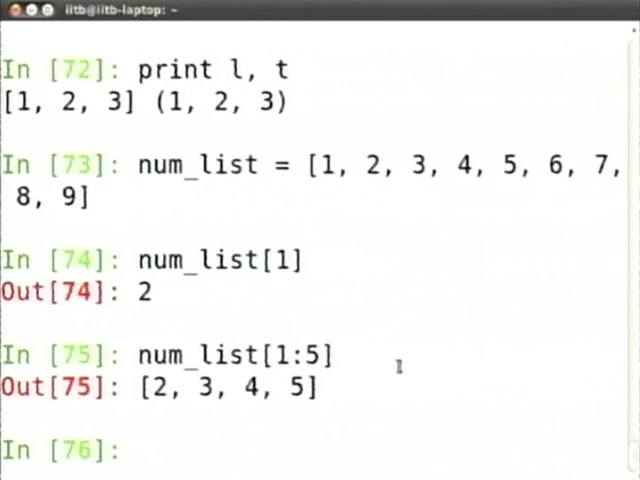 iitb@iitb-laptop: ~
In [72]: print l, t
[1, 2, 3] (1, 2, 3)
In [73]: num_list = [1, 2, 3, 4, 5, 6, 7,
8, 9]
In [74]: num_list[1]
Out[74]: 2
In [75]: num_list[1:5]
Out[75]: [2, 3, 4, 5]
In [76]: